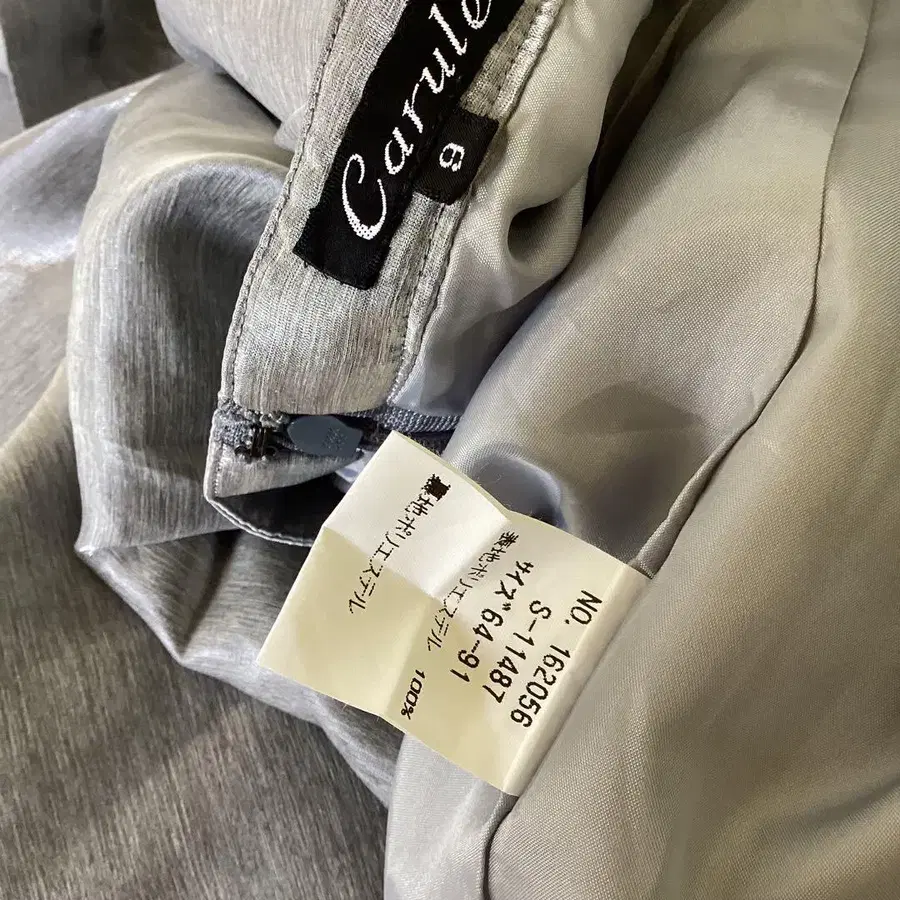 Carule
9
NO. 162056
S-11487
サイズ 64-91
表地ポリエステル 100%
裏地ポリエステル